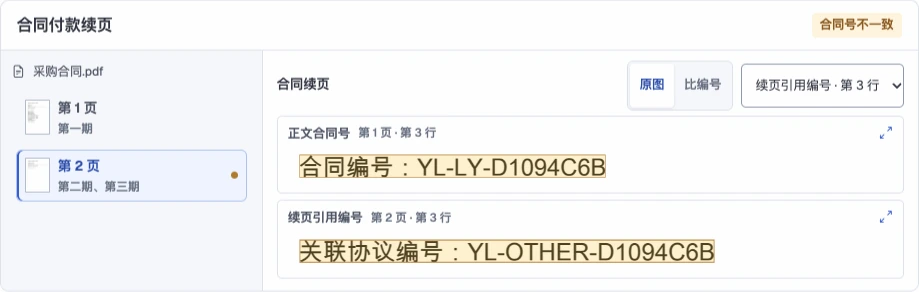 合同付款续页
合同号不一致
采购合同.pdf
第 1 页
第一期
第 2 页
第二期、第三期
合同续页
原图
比编号
续页引用编号 · 第 3 行
正文合同号 第 1 页 · 第 3 行
合同编号：YL-LY-D1094C6B
续页引用编号 第 2 页 · 第 3 行
关联协议编号：YL-OTHER-D1094C6B